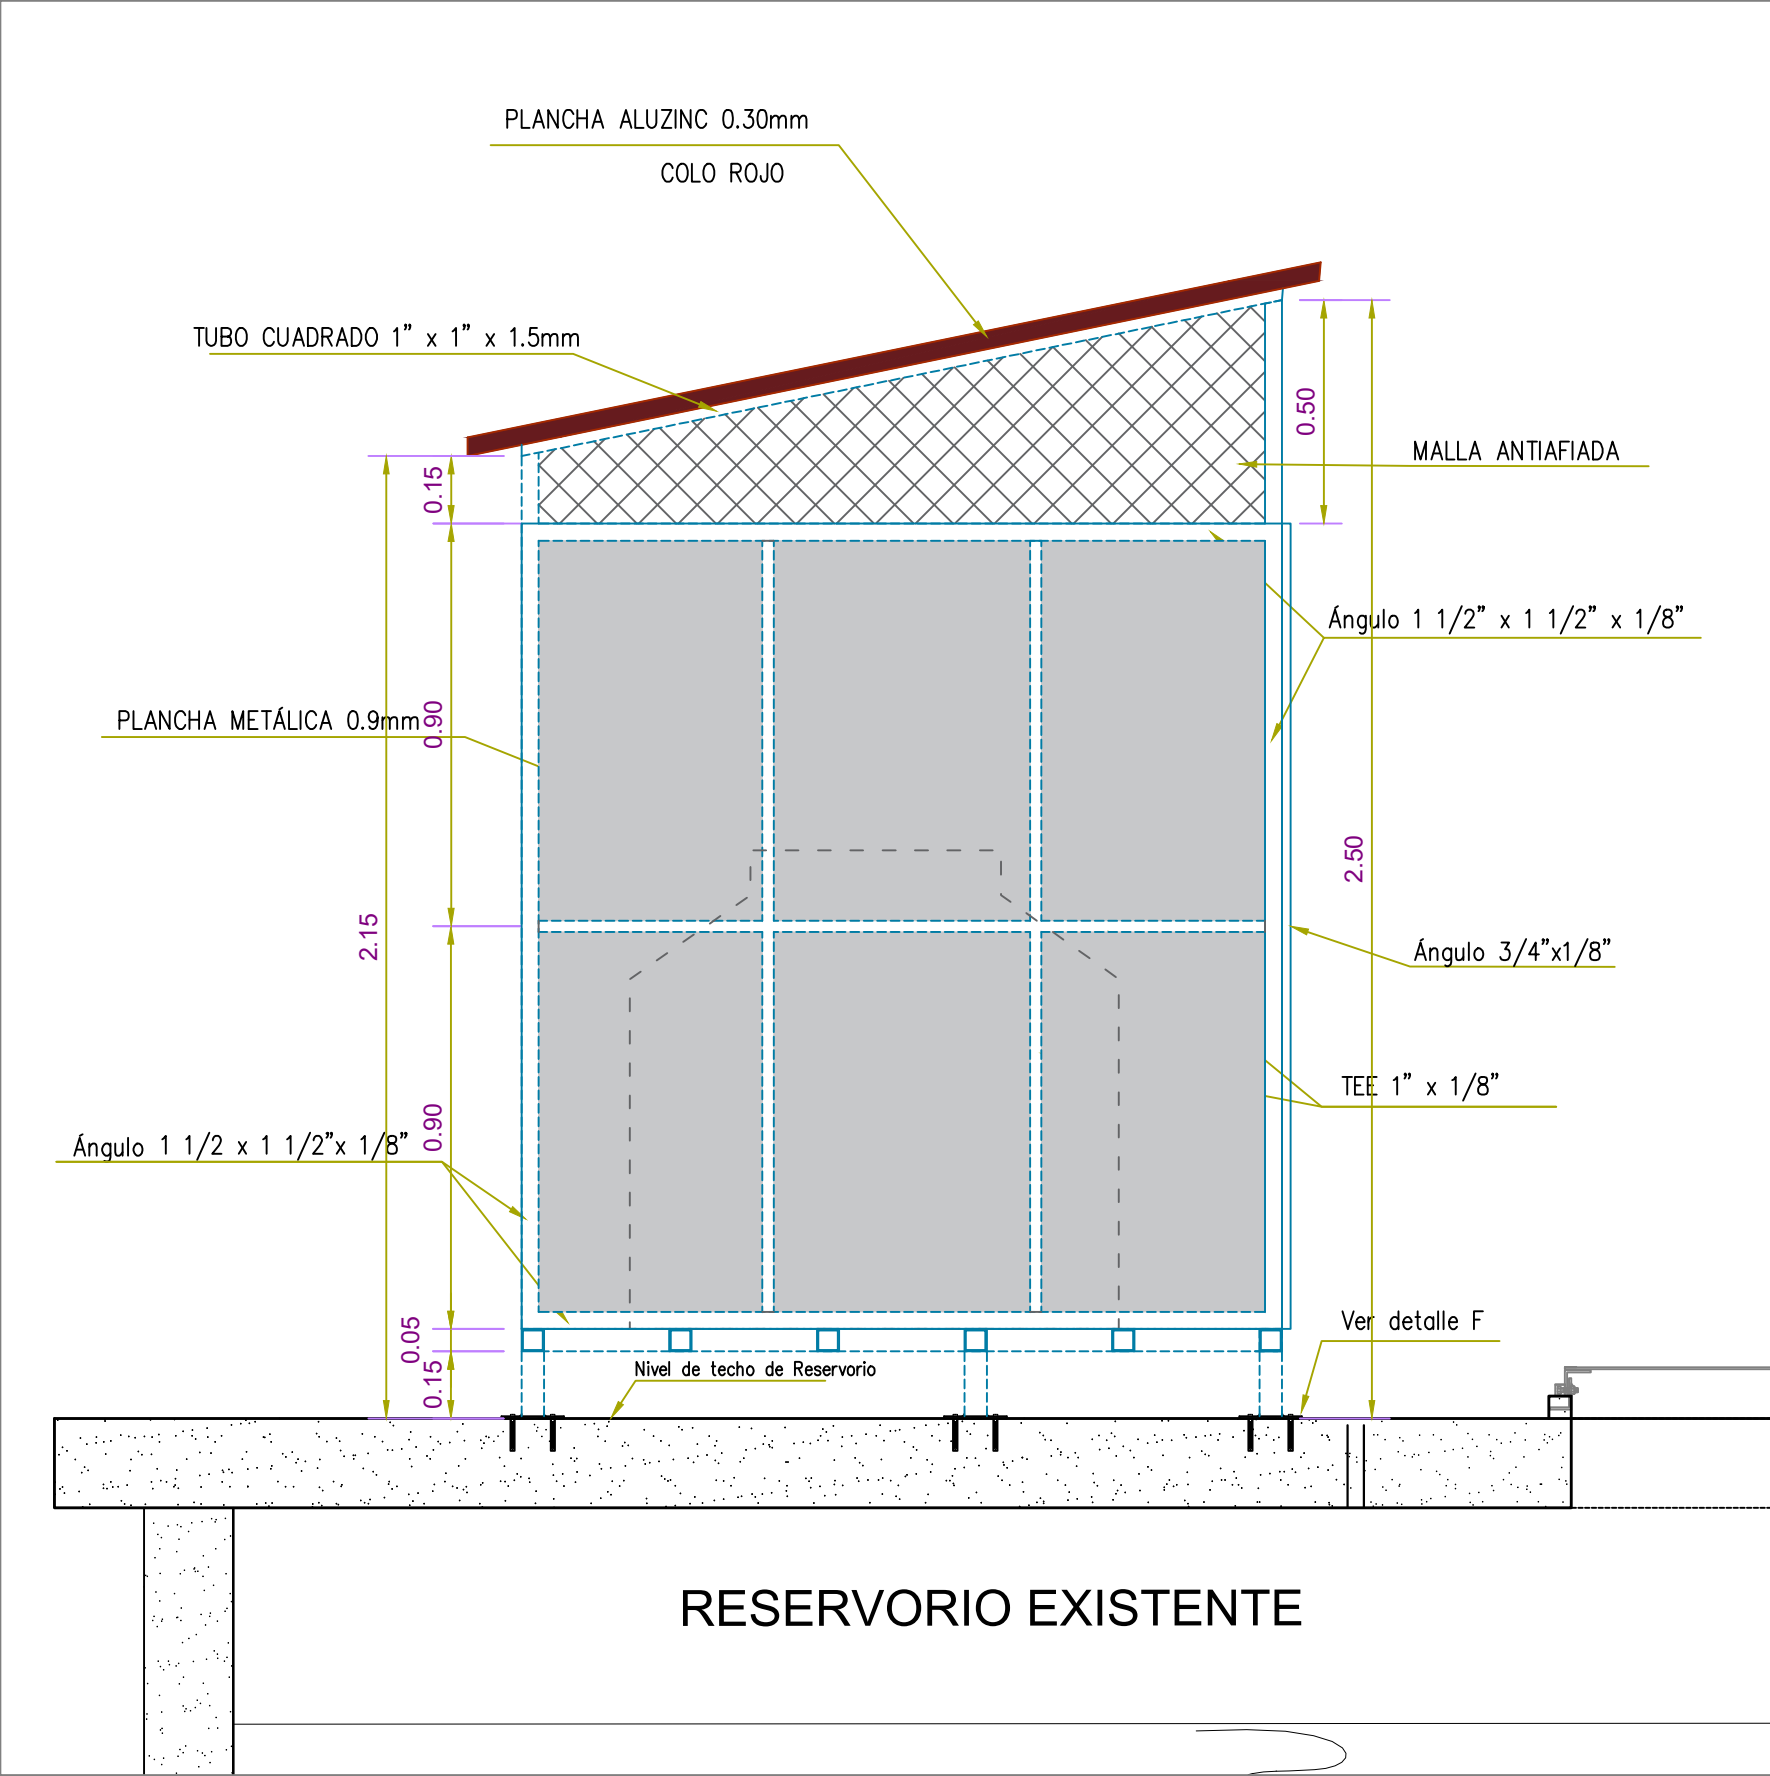 PLANCHA ALUZINC 0.30mm
COLO ROJO
TUBO CUADRADO 1” x 1” x 1.5mm
0.50
MALLA ANTIAFIADA
0.15
Ángulo 1 1/2” x 1 1/2” x 1/8”
PLANCHA METÁLICA 0.9mm
0.90
2.50
2.15
Ángulo 3/4”x1/8”
TEE 1” x 1/8”
0.90
Ángulo 1 1/2 x 1 1/2”x 1/8”
Ver detalle F
0.05
Nivel de techo de Reservorio
0.15
RESERVORIO EXISTENTE